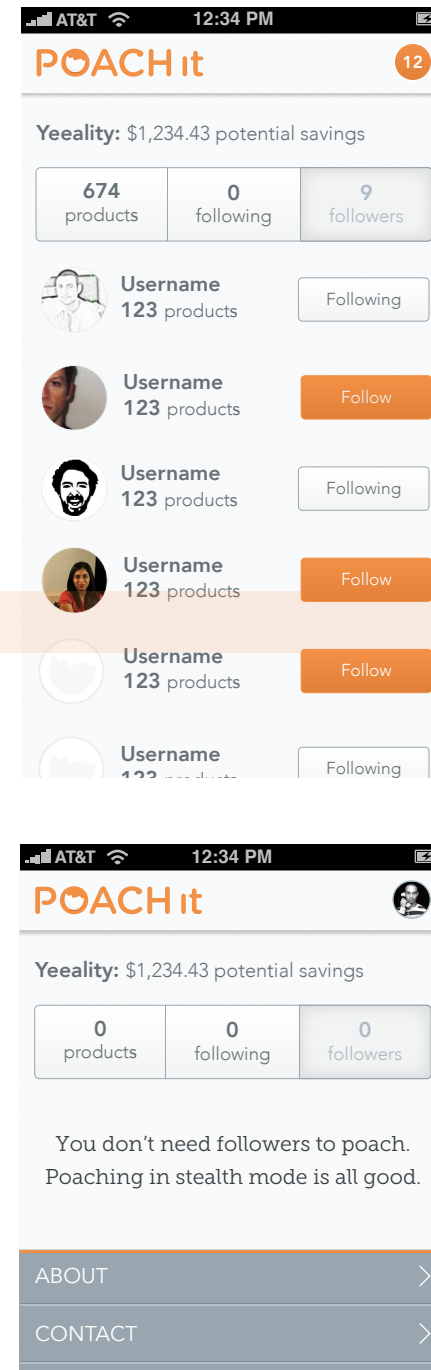 AT&T 12:34 PM
POACH it 12
Yeeality: $1,234.43 potential savings
674 0 9
products following followers
Username
123 products Following
Username
123 products Follow
Username
123 products Following
Username
123 products Follow
Username
123 products Follow
Username
123 products Following
AT&T 12:34 PM
POACH it
Yeeality: $1,234.43 potential savings
0 0 0
products following followers
You don’t need followers to poach.
Poaching in stealth mode is all good.
ABOUT
CONTACT